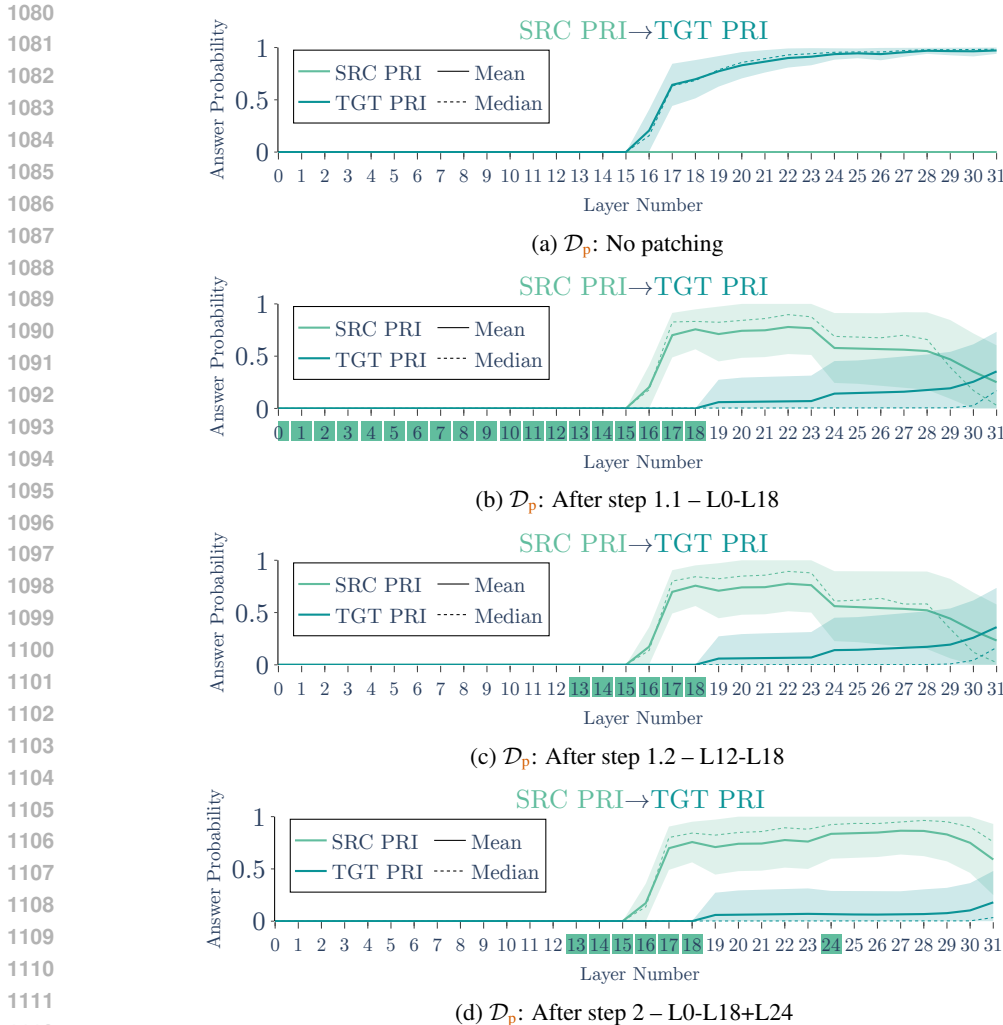 1080
1081
1082
1083
1084
1085
1086
1087
1088
1089
1090
1091
1092
1093
1094
1095
1096
1097
1098
1099
1100
1101
1102
1103
1104
1105
1106
1107
1108
1109
1110
1111
SRC PRI→TGT PRI
Answer Probability
1
0.5
0
SRC PRI — Mean
TGT PRI ---- Median
0 1 2 3 4 5 6 7 8 9 10 11 12 13 14 15 16 17 18 19 20 21 22 23 24 25 26 27 28 29 30 31
Layer Number
(a) 𝒟p: No patching
SRC PRI→TGT PRI
Answer Probability
1
0.5
0
SRC PRI — Mean
TGT PRI ---- Median
0 1 2 3 4 5 6 7 8 9 10 11 12 13 14 15 16 17 18 19 20 21 22 23 24 25 26 27 28 29 30 31
Layer Number
(b) 𝒟p: After step 1.1 – L0-L18
SRC PRI→TGT PRI
Answer Probability
1
0.5
0
SRC PRI — Mean
TGT PRI ---- Median
0 1 2 3 4 5 6 7 8 9 10 11 12 13 14 15 16 17 18 19 20 21 22 23 24 25 26 27 28 29 30 31
Layer Number
(c) 𝒟p: After step 1.2 – L12-L18
SRC PRI→TGT PRI
Answer Probability
1
0.5
0
SRC PRI — Mean
TGT PRI ---- Median
0 1 2 3 4 5 6 7 8 9 10 11 12 13 14 15 16 17 18 19 20 21 22 23 24 25 26 27 28 29 30 31
Layer Number
(d) 𝒟p: After step 2 – L0-L18+L24